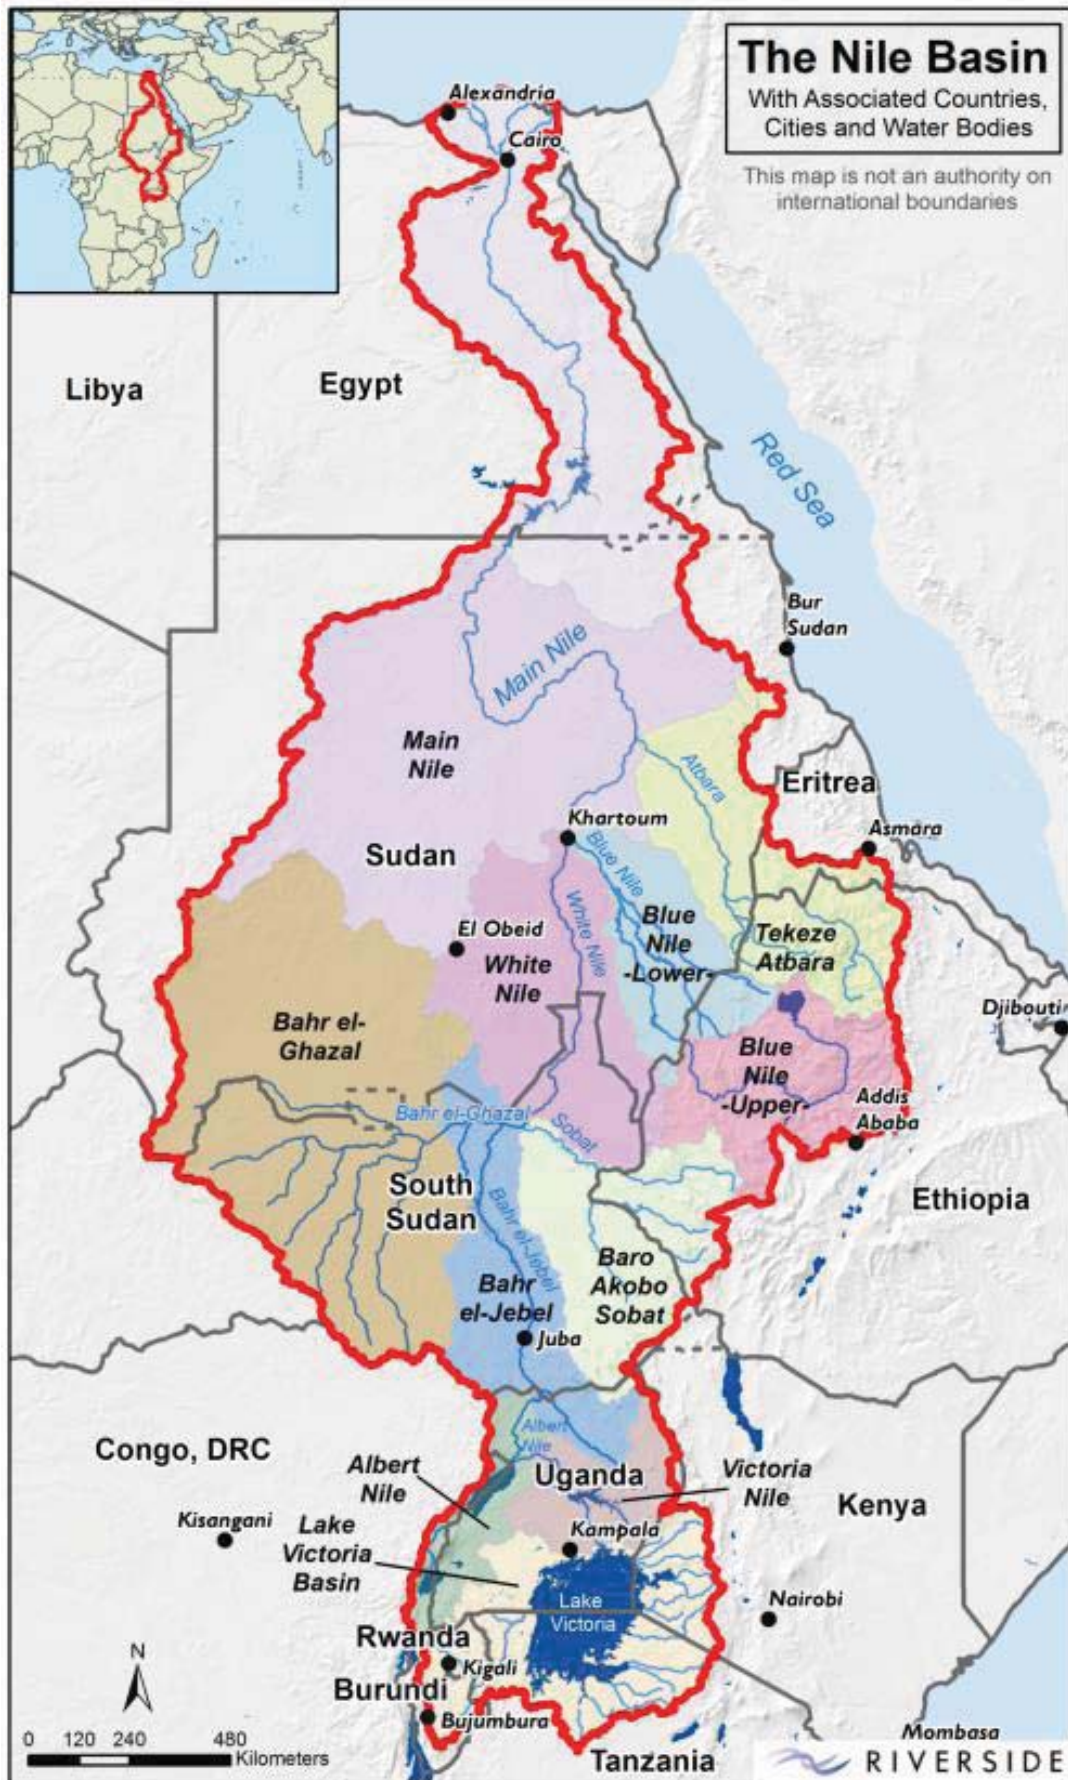 The Nile Basin
With Associated Countries,
Cities and Water Bodies
This map is not an authority on
international boundaries
Alexandria
Cairo
Libya
Egypt
Red Sea
Bur
Sudan
Main Nile
Main
Nile
Atbara
Eritrea
Khartoum
Asmara
Sudan
Blue Nile
White Nile
Blue
Nile
-Lower-
Tekeze
Atbara
El Obeid
White
Nile
Djibouti
Bahr el-
Ghazal
Blue
Nile
-Upper-
Addis
Ababa
Bahr el-Ghazal
Sobat
South
Sudan
Bahr el-Jebel
Ethiopia
Baro
Akobo
Sobat
Bahr
el-Jebel
Juba
Albert
Nile
Congo, DRC
Albert
Nile
Uganda
Victoria
Nile
Kenya
Kisangani
Lake
Victoria
Basin
Kampala
Lake
Victoria
Nairobi
Rwanda
Kigali
Burundi
Bujumbura
Tanzania
Mombasa
N
0 120 240 480
Kilometers
RIVERSIDE